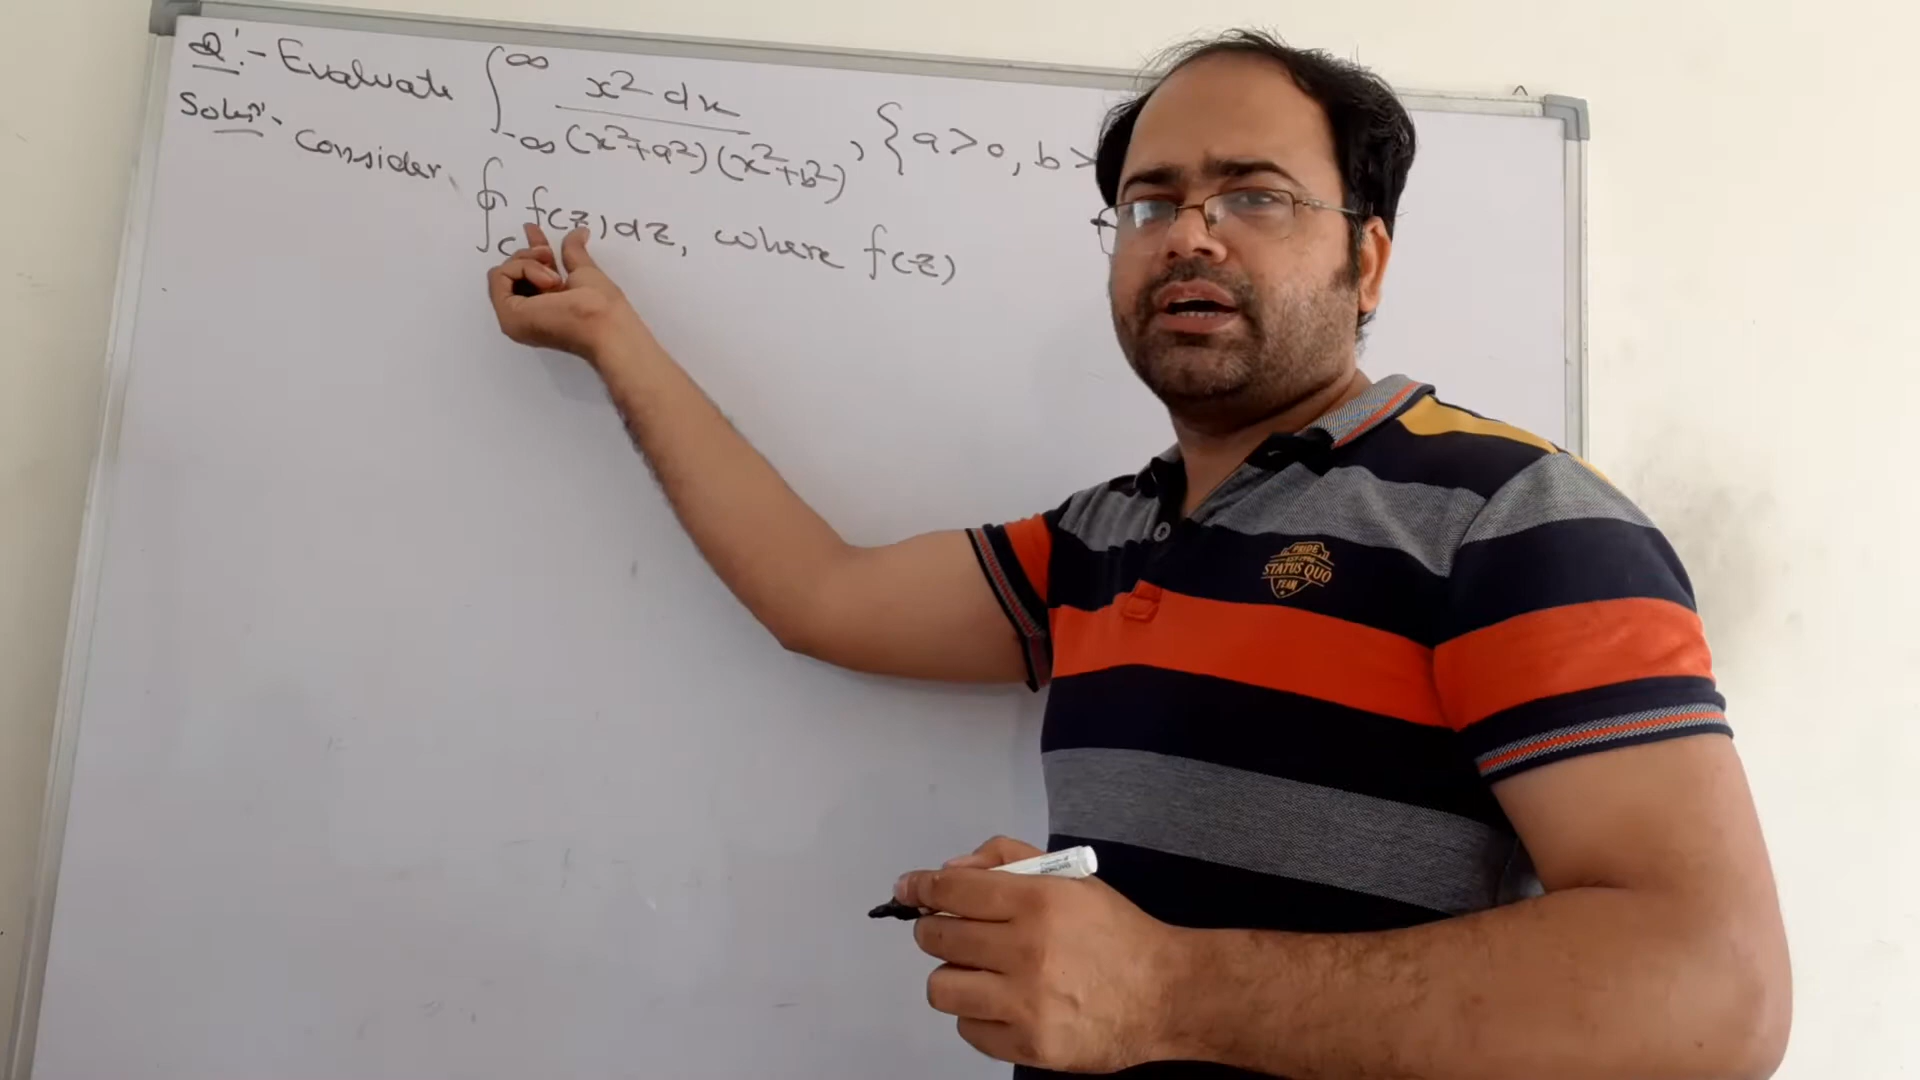 Q:- Evaluate ∫_{-∞}^{∞} x² dx / (x²+a²)(x²+b²), {a>0, b>
Soln:- Consider
∮_C f(z)dz, where f(z)
PRIDE
STATUS QUO
TEAM